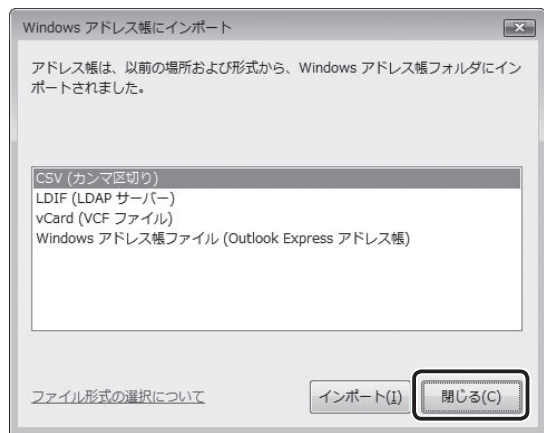 Windows アドレス帳にインポート
アドレス帳は、以前の場所および形式から、Windows アドレス帳フォルダにイン
ポートされました。
CSV (カンマ区切り)
LDIF (LDAP サーバー)
vCard (VCF ファイル)
Windows アドレス帳ファイル (Outlook Express アドレス帳)
ファイル形式の選択について
インポート(I)
閉じる(C)